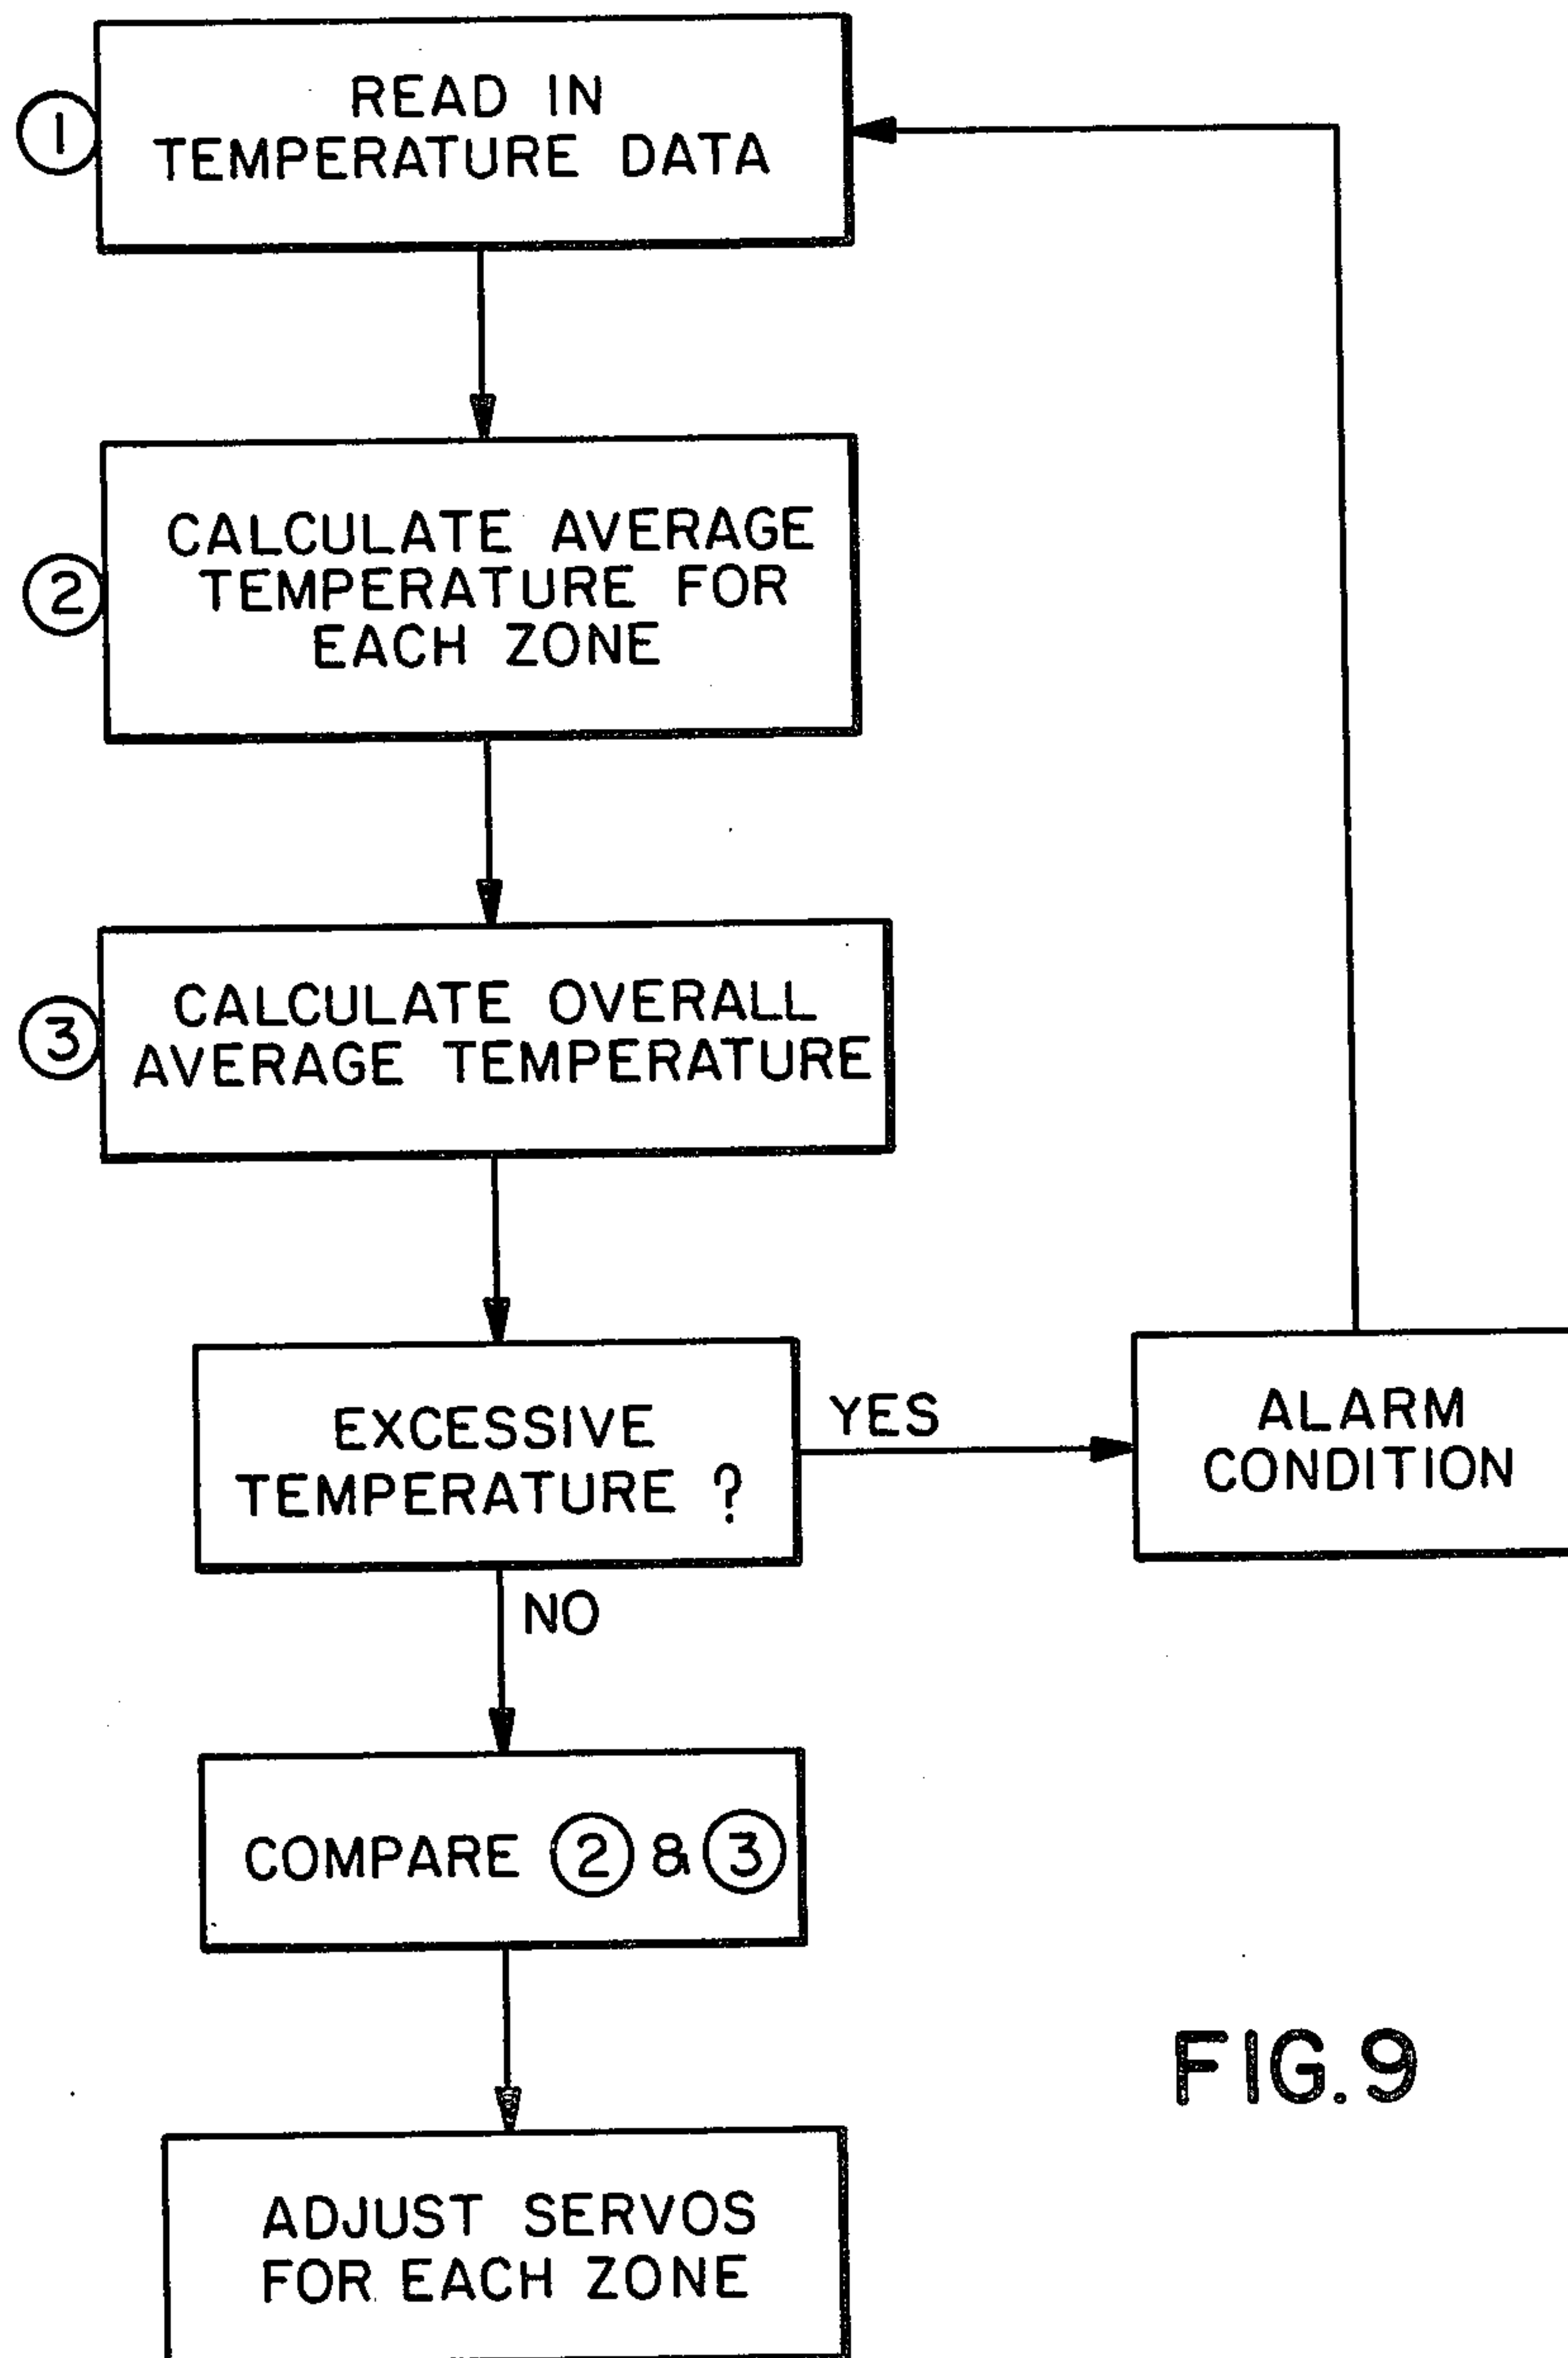 ①
READ IN
TEMPERATURE DATA
②
CALCULATE AVERAGE
TEMPERATURE FOR
EACH ZONE
③
CALCULATE OVERALL
AVERAGE TEMPERATURE
EXCESSIVE
TEMPERATURE ?
YES
ALARM
CONDITION
NO
COMPARE ② & ③
ADJUST SERVOS
FOR EACH ZONE
FIG.9